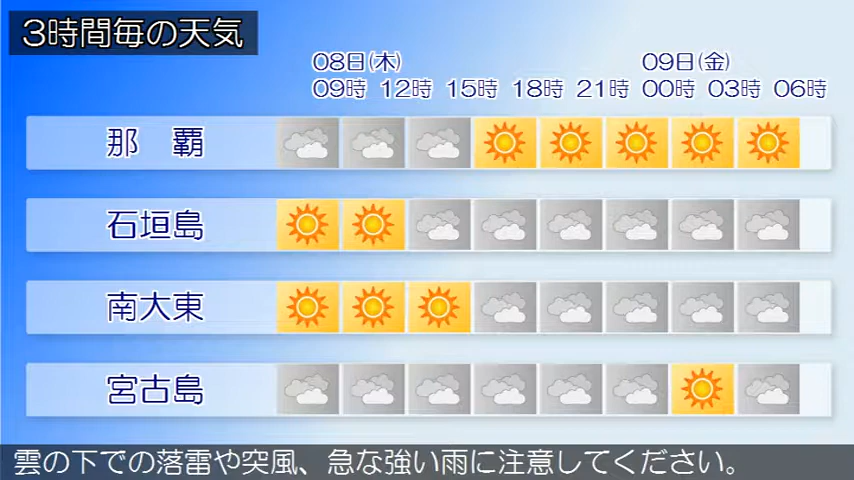 3時間毎の天気
08日(木) 09日(金)
09時 12時 15時 18時 21時 00時 03時 06時
那　覇
石垣島
南大東
宮古島
雲の下での落雷や突風、急な強い雨に注意してください。